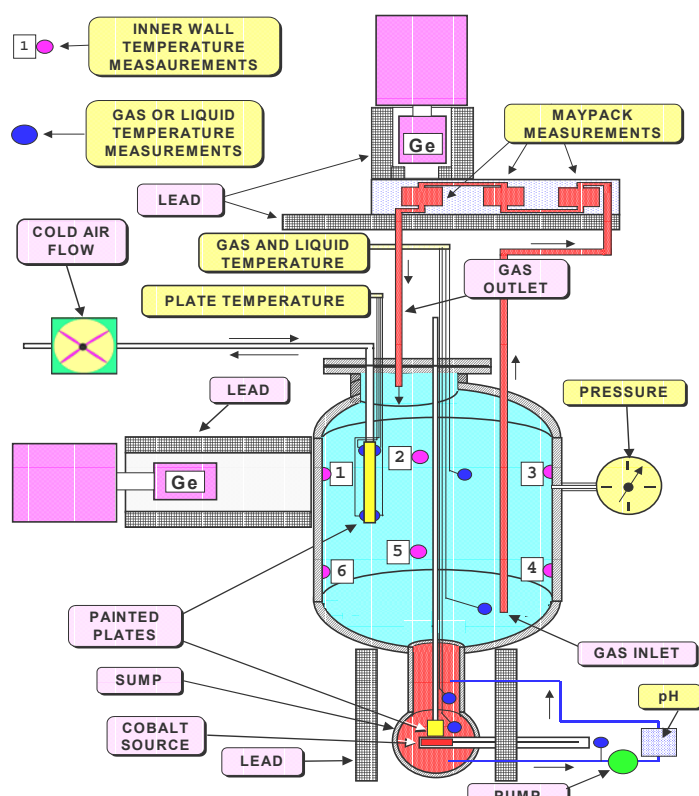 1
INNER WALL
TEMPERATURE
MEASAUREMENTS
GAS OR LIQUID
TEMPERATURE
MEASUREMENTS
Ge
MAYPACK
MEASUREMENTS
LEAD
COLD AIR
FLOW
GAS AND LIQUID
TEMPERATURE
GAS
OUTLET
PLATE TEMPERATURE
LEAD
PRESSURE
Ge
1
2
3
6
5
4
PAINTED
PLATES
GAS INLET
SUMP
pH
COBALT
SOURCE
LEAD
PUMP